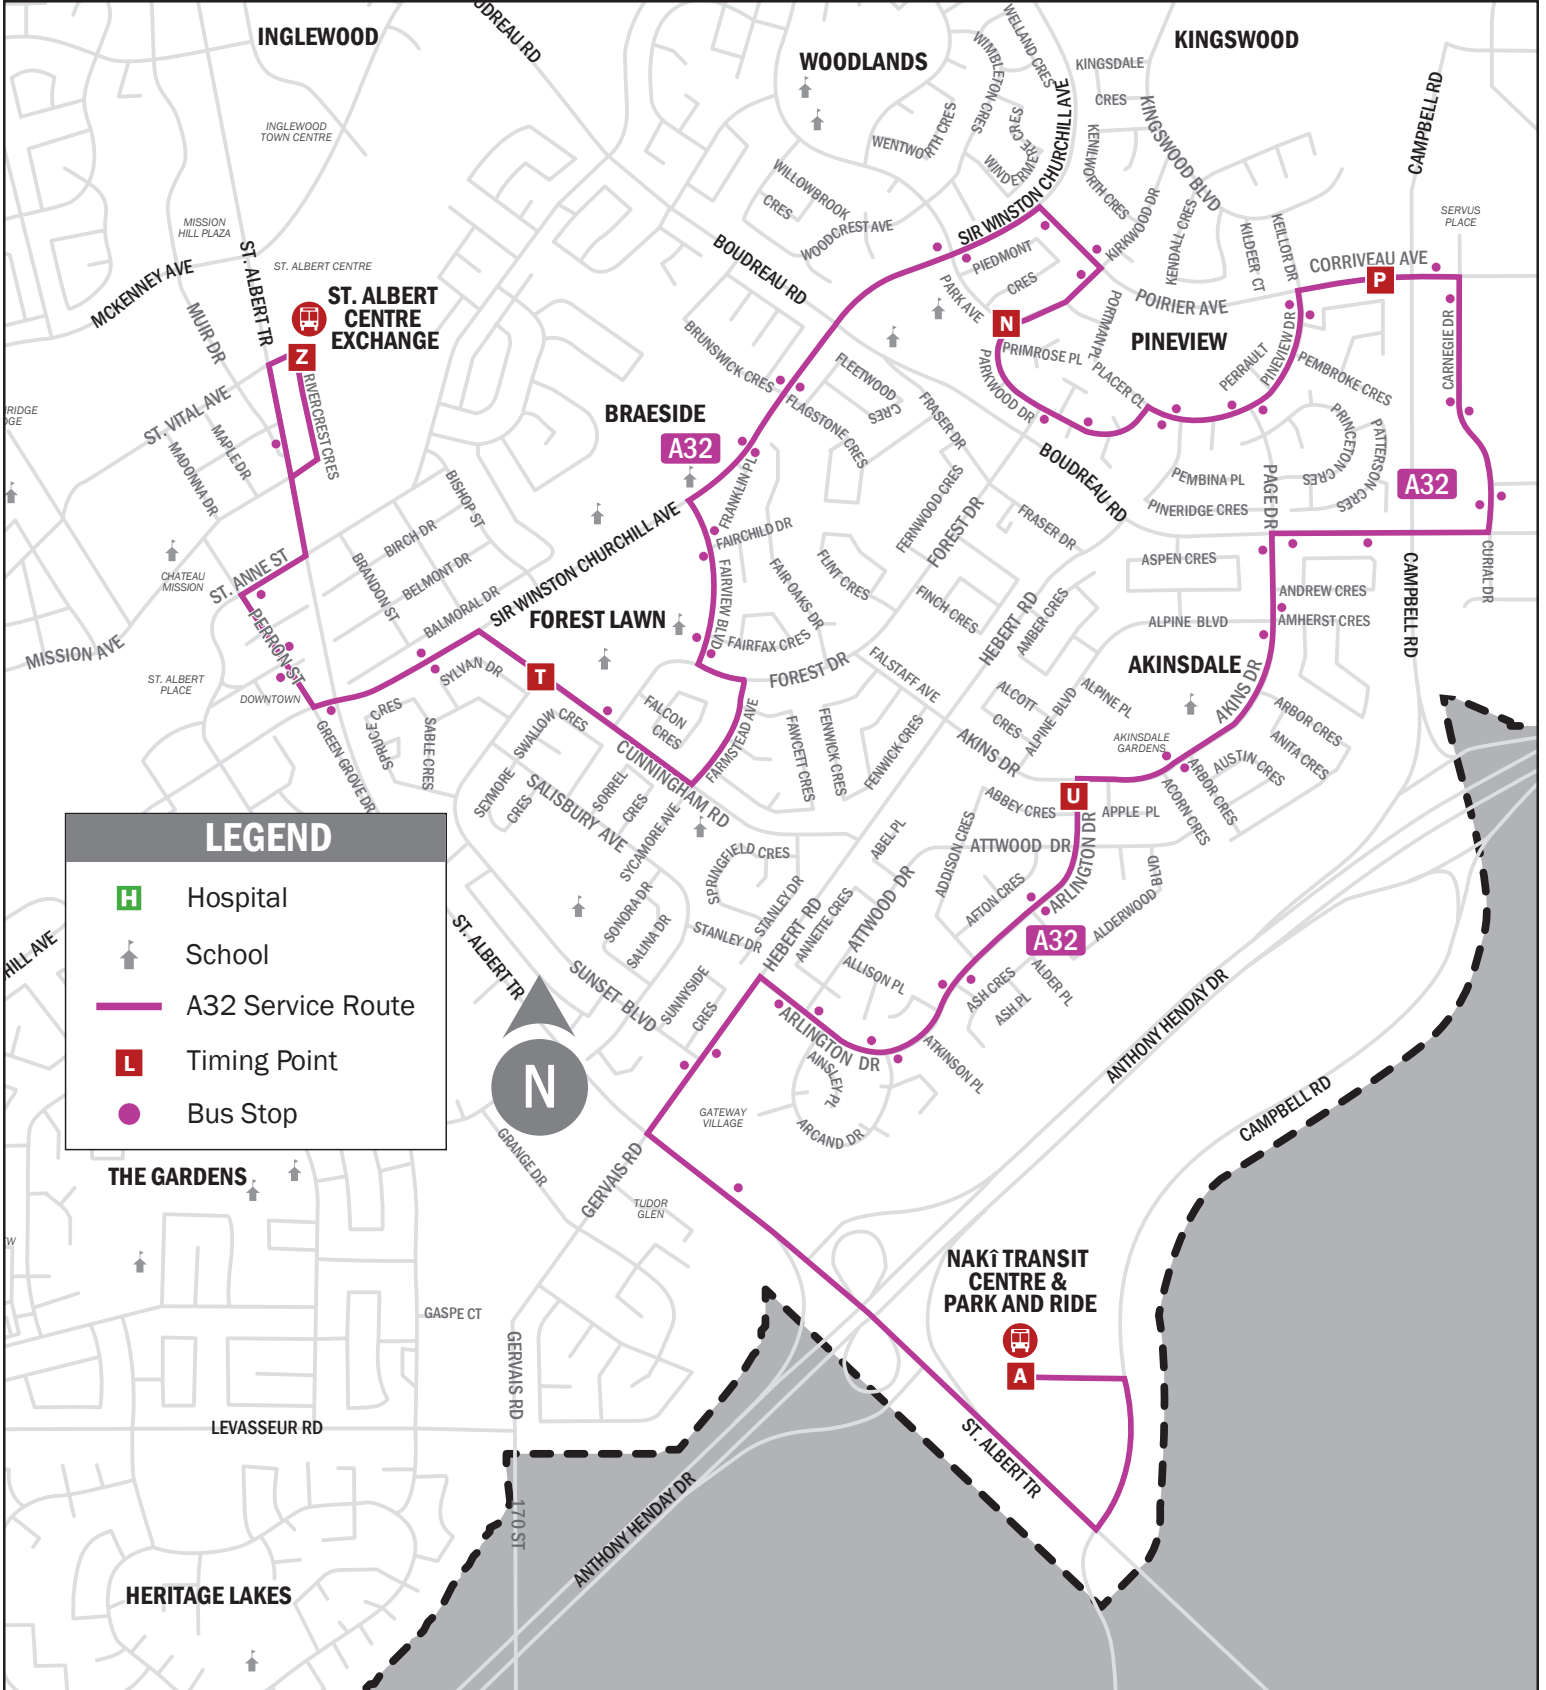 INGLEWOOD
BOUDREAU RD
WOODLANDS
KINGSWOOD
WELLAND CRES
WIMBLETON CRES
KINGSDALE
CRES
CAMPBELL RD
INGLEWOOD
TOWN CENTRE
WENTWORTH CRES
WINDERMERE CRES
SIR WINSTON CHURCHILL AVE
KENILWORTH CRES
KINGSWOOD BLVD
WILLOWBROOK
CRES
WOODCREST AVE
KIRKWOOD DR
KENDALL CRES
KILDEER CT
KEILLOR DR
SERVUS
PLACE
MISSION
HILL PLAZA
ST. ALBERT TR
MCKENNEY AVE
ST. ALBERT CENTRE
BOUDREAU RD
PIEDMONT
CRES
PARK AVE
CORRIVEAU AVE
P
ST. ALBERT
CENTRE
EXCHANGE
Z
MUIR DR
N
PORTMAN PL
POIRIER AVE
PINEVIEW
PRIMROSE PL
PARKWOOD DR
PLACER CL
PERRAULT
PINEVIEW DR
PEMBROKE CRES
CARNEGIE DR
BRUNSWICK CRES
FLEETWOOD
CRES
FLAGSTONE CRES
FRASER DR
RIVERCREST CRES
ST. VITAL AVE
MAPLE DR
MADONNA DR
BRAESIDE
A32
BOUDREAU RD
PRINCETON CRES
PATTERSON CRES
PEMBINA PL
PINERIDGE CRES
PAGE DR
A32
BISHOP ST
BIRCH DR
BRANDON ST
BELMONT DR
BALMORAL DR
SIR WINSTON CHURCHILL AVE
FRANKLIN PL
FAIRCHILD DR
FAIRVIEW BLVD
FAIR OAKS DR
FLINT CRES
FERNWOOD CRES
FOREST DR
FRASER DR
ASPEN CRES
ANDREW CRES
AMHERST CRES
CURIAL DR
CAMPBELL RD
CHATEAU
MISSION
ST. ANNE ST
PERRON ST
MISSION AVE
ST. ALBERT
PLACE
DOWNTOWN
FOREST LAWN
FAIRFAX CRES
FOREST DR
FINCH CRES
HEBERT RD
AMBER CRES
ALPINE BLVD
AKINSDALE
SYLVAN DR
T
FALSTAFF AVE
ALCOTT
CRES
ALPINE BLVD
ALPINE PL
AKINS DR
AKINSDALE
GARDENS
ARBOR CRES
ANITA CRES
AUSTIN CRES
ARBOR CRES
ACORN CRES
GREEN GROVE DR
SPRUCE
CRES
SABLE CRES
SWALLOW CRES
SEYMORE
CRES
SALISBURY AVE
SORREL
CRES
SYCAMORE AVE
FALCON
CRES
CUNNINGHAM RD
FARMSTEAD AVE
FAWCETT CRES
FENWICK CRES
FENWICK CRES
AKINS DR
U
ABBEY CRES
APPLE PL
ATTWOOD DR
ARLINGTON DR
ADDISON CRES
AFTON CRES
ALDERWOOD
BLVD
A32
ABEL PL
ATTWOOD DR
ANNETTE CRES
SPRINGFIELD CRES
STANLEY DR
STANLEY DR
HEBERT RD
SONORA DR
SALINA DR
SUNSET BLVD
SUNNYSIDE
CRES
ST. ALBERT TR
ALLISON PL
ARLINGTON DR
ASH CRES
ASH PL
ALDER PL
ATKINSON PL
AINSLEY PL
ARCAND DR
ANTHONY HENDAY DR
CAMPBELL RD
LEGEND
H Hospital
School
A32 Service Route
L Timing Point
Bus Stop
N
GATEWAY
VILLAGE
GRANGE DR
GERVAIS RD
TUDOR
GLEN
THE GARDENS
NAKÎ TRANSIT
CENTRE &
PARK AND RIDE
A
GASPE CT
GERVAIS RD
LEVASSEUR RD
ST. ALBERT TR
170 ST
ANTHONY HENDAY DR
HERITAGE LAKES